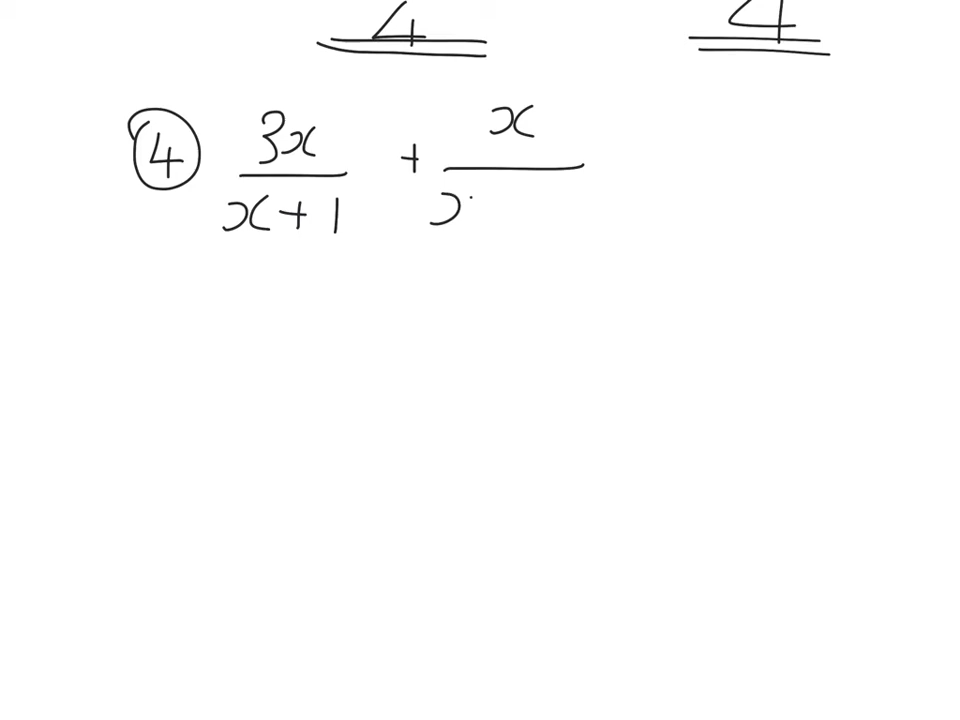 4 4
④ 3x/(x+1) + x/